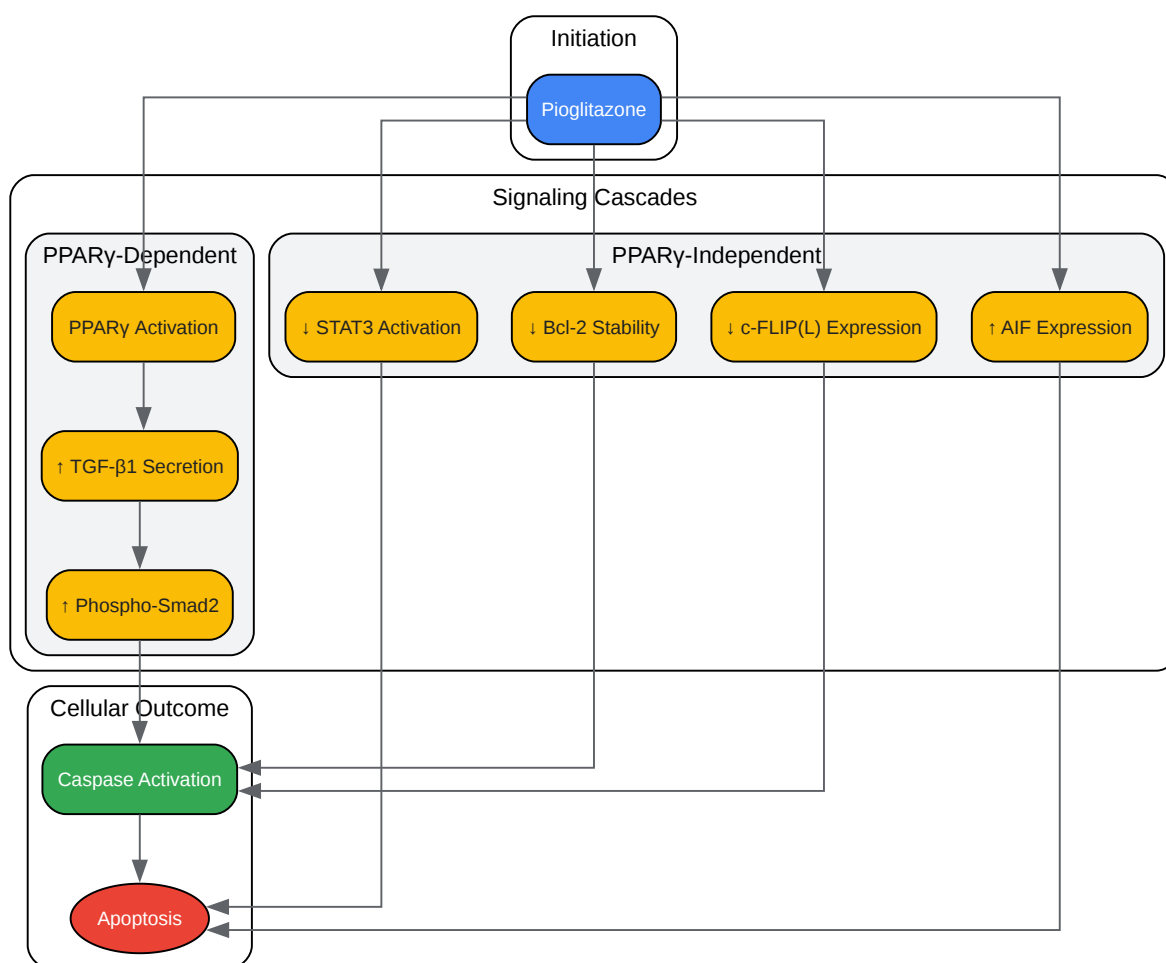 Initiation
Pioglitazone
Signaling Cascades
PPARγ-Dependent
PPARγ-Independent
PPARγ Activation
↓ STAT3 Activation
↓ Bcl-2 Stability
↓ c-FLIP(L) Expression
↑ AIF Expression
↑ TGF-β1 Secretion
↑ Phospho-Smad2
Cellular Outcome
Caspase Activation
Apoptosis